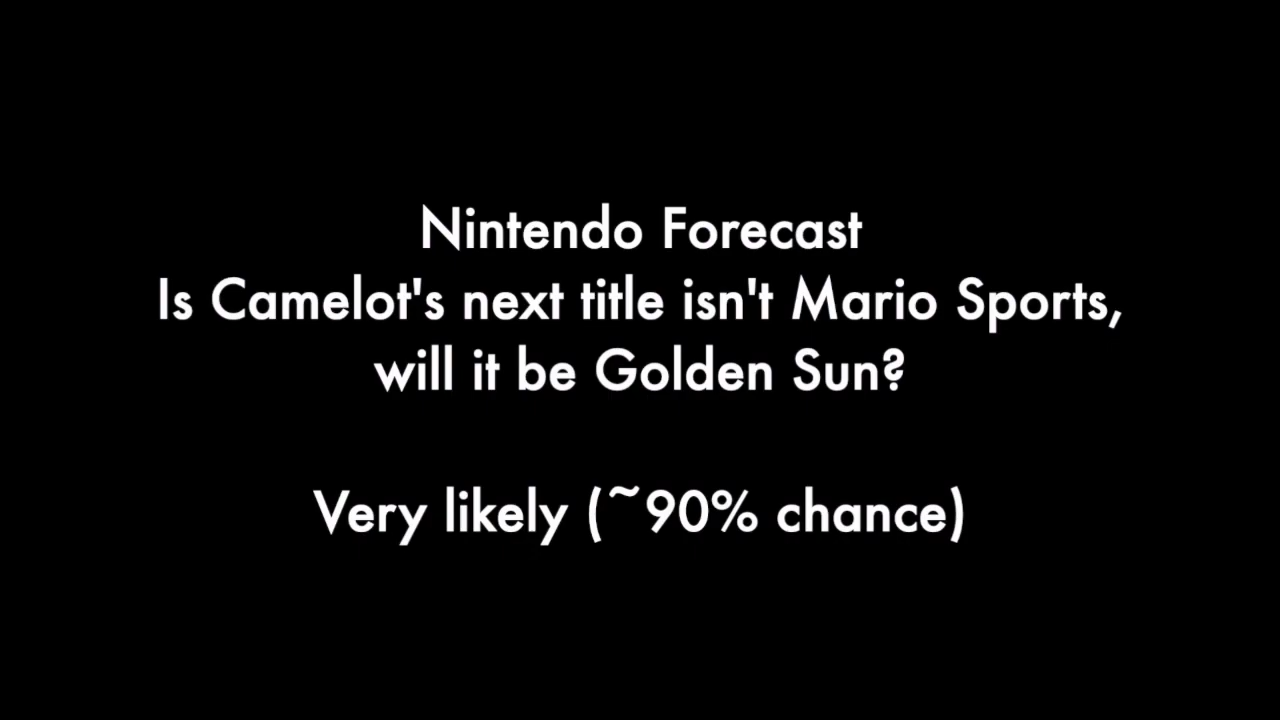 Nintendo Forecast
Is Camelot's next title isn't Mario Sports,
will it be Golden Sun?
Very likely (~90% chance)